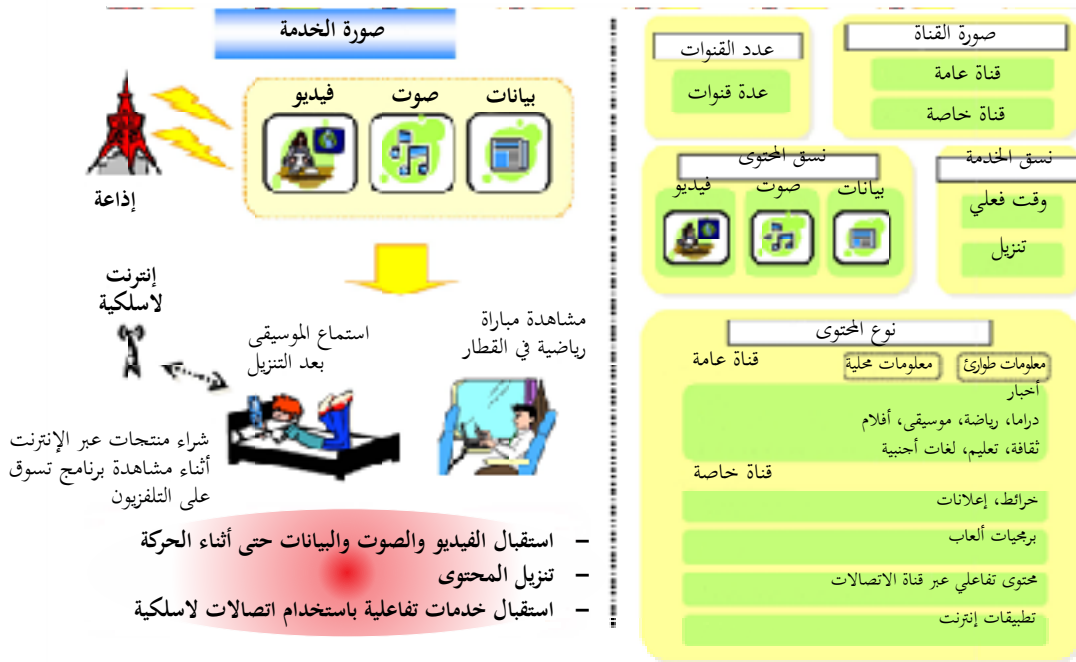 صورة القناة
قناة عامة
قناة خاصة
عدد القنوات
عدة قنوات
نسق الخدمة
وقت فعلي
تنزيل
نسق المحتوى
بيانات
صوت
فيديو
نوع المحتوى
قناة عامة
معلومات طوارئ
معلومات محلية
أخبار
دراما، رياضة، موسيقى، أفلام
ثقافة، تعليم، لغات أجنبية
قناة خاصة
خرائط، إعلانات
برمجيات ألعاب
محتوى تفاعلي عبر قناة الاتصالات
تطبيقات إنترنت
صورة الخدمة
بيانات
صوت
فيديو
إذاعة
إنترنت
لاسلكية
مشاهدة مباراة
رياضية في القطار
استماع الموسيقى
بعد التنزيل
شراء منتجات عبر الإنترنت
أثناء مشاهدة برنامج تسوق
على التلفزيون
– استقبال الفيديو والصوت والبيانات حتى أثناء الحركة
– تنزيل المحتوى
– استقبال خدمات تفاعلية باستخدام اتصالات لاسلكية